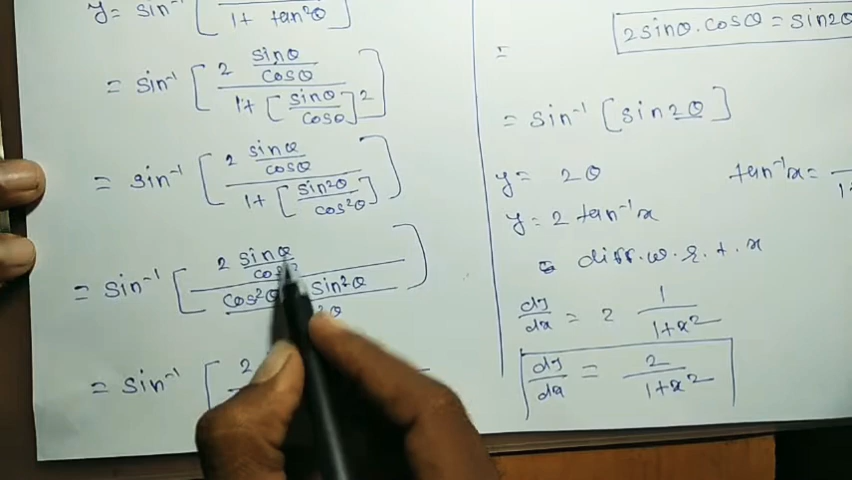 y = sin⁻¹ [ / 1 + tan²θ ]
= sin⁻¹ [ 2 sinθ/cosθ / 1 + [ sinθ/cosθ ]2 ]
= sin⁻¹ [ 2 sinθ/cosθ / 1 + [ sin2θ/cos²θ ] ]
= sin⁻¹ [ 2 sinθ/ / cos²θ sin²θ / ²θ ]
= sin⁻¹ [ 2
2sinθ.cosθ = sin2θ
=
= sin⁻¹ [ sin2θ ]
y = 2θ
tan⁻¹x =
y = 2 tan⁻¹x
diff.w.r.t.x
dy/dx = 2 1/1+x²
dy/dx = 2/1+x²